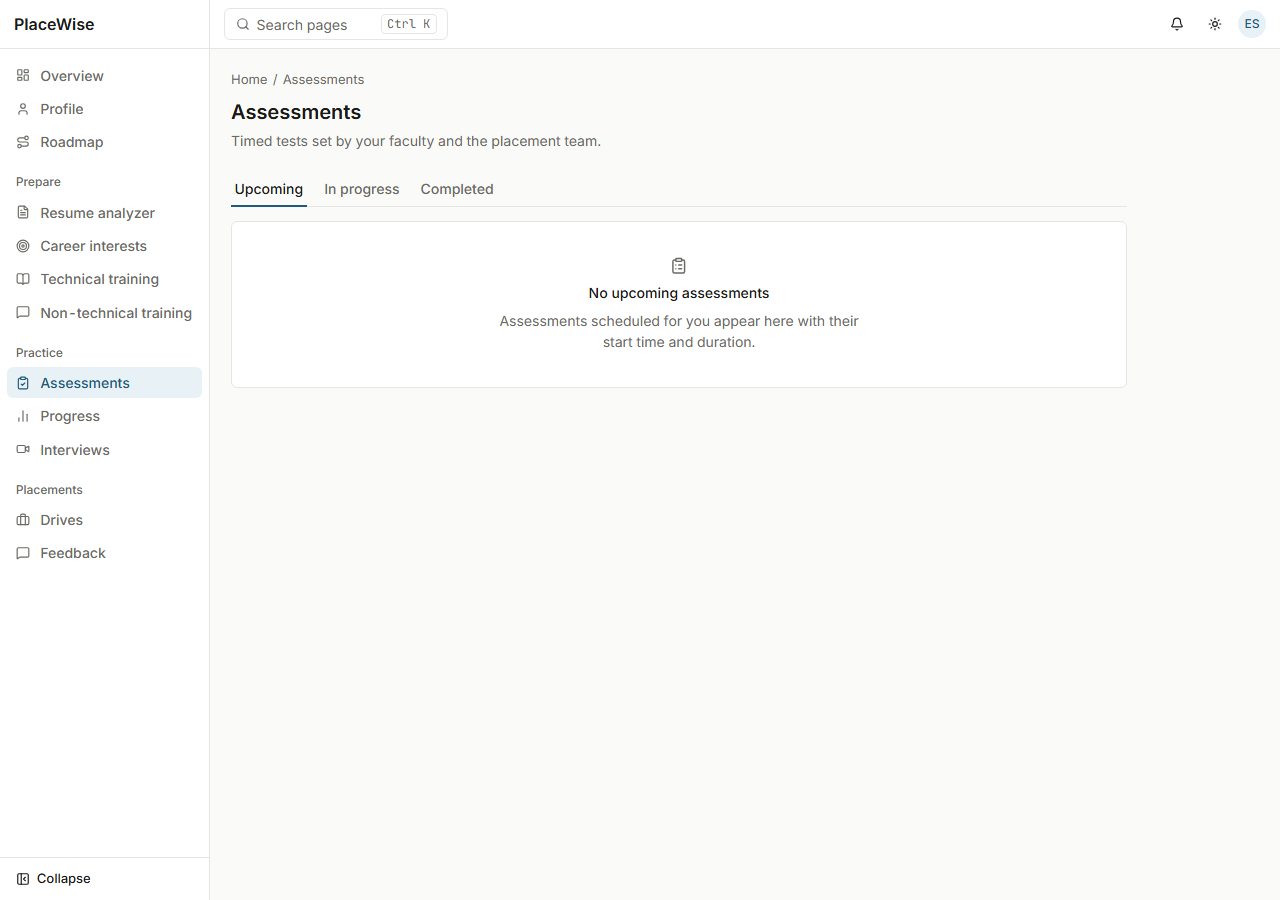 PlaceWise
Search pages
Ctrl K
ES
Overview
Profile
Roadmap
Prepare
Resume analyzer
Career interests
Technical training
Non-technical training
Practice
Assessments
Progress
Interviews
Placements
Drives
Feedback
Collapse
Home / Assessments
Assessments
Timed tests set by your faculty and the placement team.
Upcoming
In progress
Completed
No upcoming assessments
Assessments scheduled for you appear here with their
start time and duration.